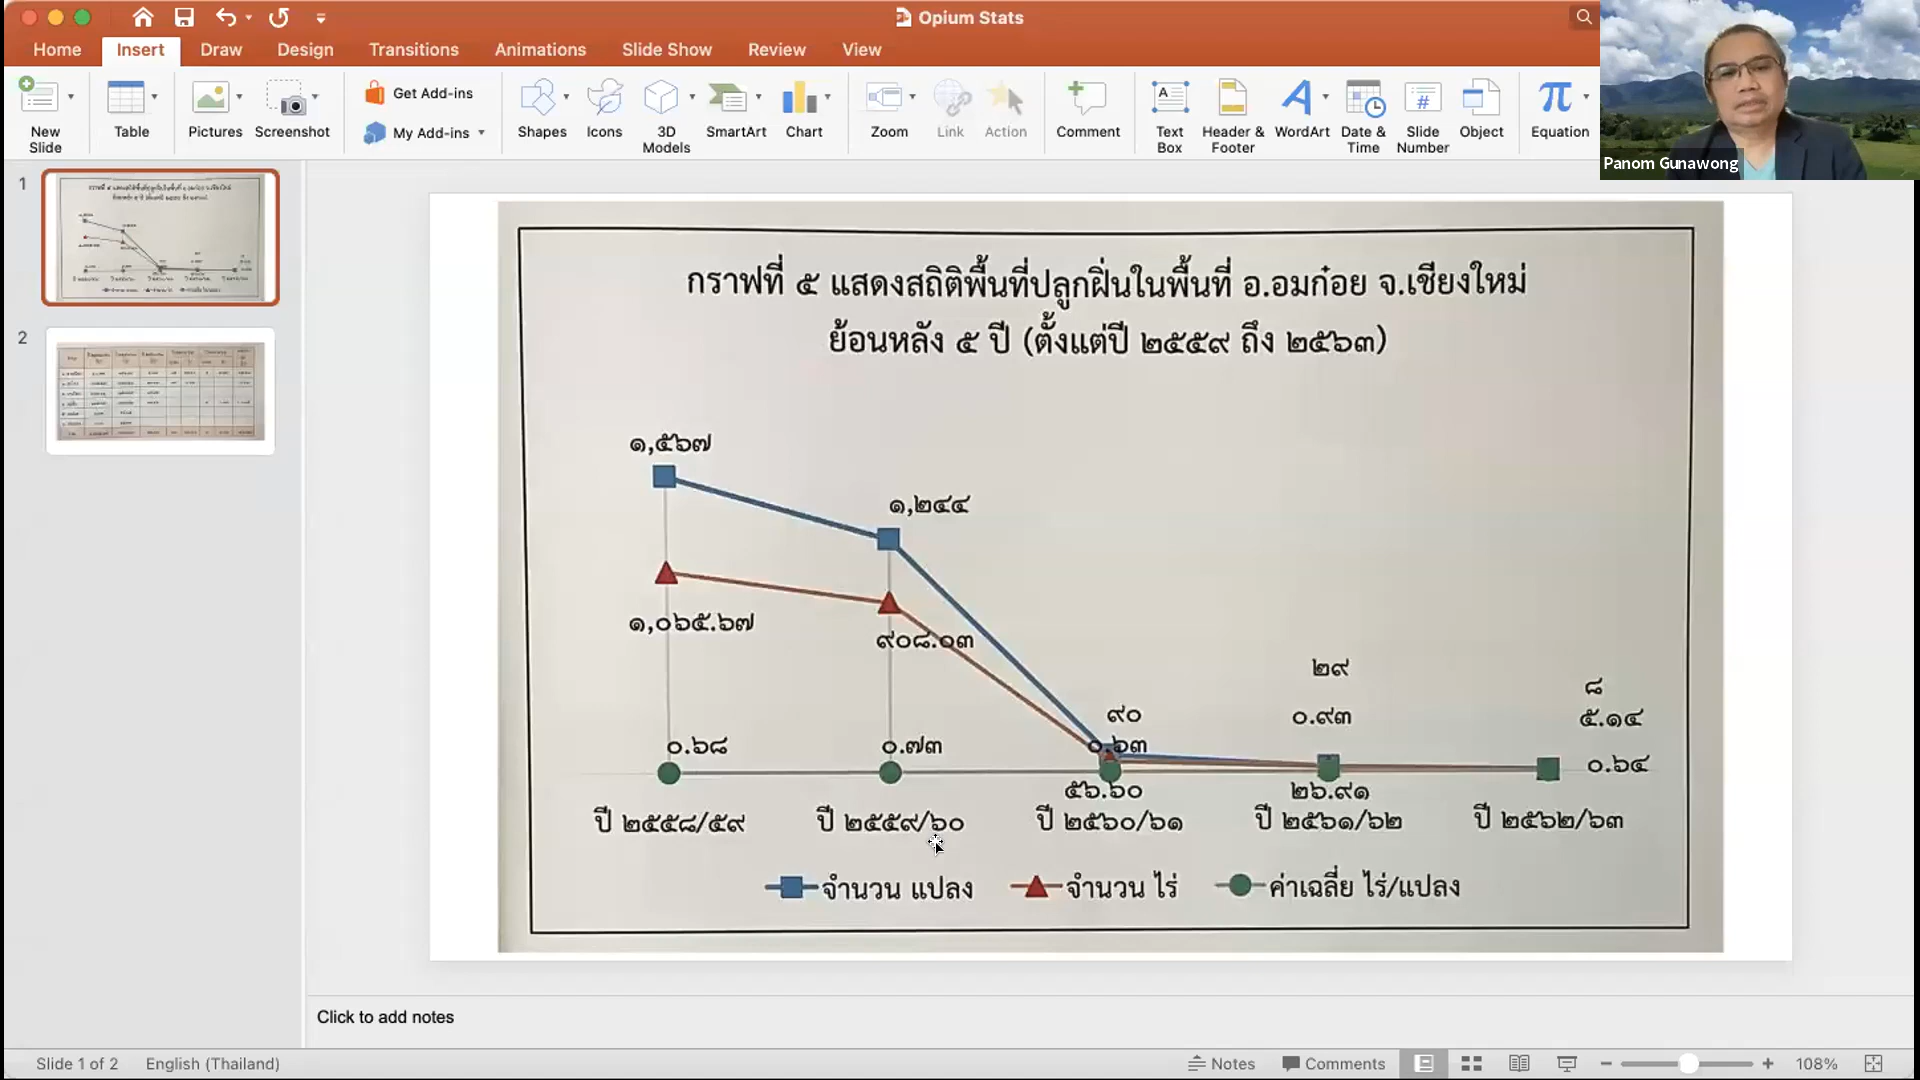 Opium Stats
Home Insert Draw Design Transitions Animations Slide Show Review View
New Slide
Table
Pictures
Screenshot
Get Add-ins
My Add-ins
Shapes
Icons
3D Models
SmartArt
Chart
Zoom
Link
Action
Comment
Text Box
Header & Footer
WordArt
Date & Time
Slide Number
Object
Equation
Panom Gunawong
1
2
กราฟที่ ๕ แสดงสถิติพื้นที่ปลูกฝิ่นในพื้นที่ อ.อมก๋อย จ.เชียงใหม่
ย้อนหลัง ๕ ปี (ตั้งแต่ปี ๒๕๕๙ ถึง ๒๕๖๓)
๑,๕๖๗
๑,๒๔๔
๑,๐๖๕.๖๗
๙๐๘.๐๓
๒๙
๘
๙๐
๐.๙๓
๕.๑๔
๐.๖๘
๐.๗๓
๐.๖๓
๐.๖๔
๕๖.๖๐
๒๖.๙๑
ปี ๒๕๕๘/๕๙ ปี ๒๕๕๙/๖๐ ปี ๒๕๖๐/๖๑ ปี ๒๕๖๑/๖๒ ปี ๒๕๖๒/๖๓
จำนวน แปลง จำนวน ไร่ ค่าเฉลี่ย ไร่/แปลง
Click to add notes
Slide 1 of 2 English (Thailand) Notes Comments 108%